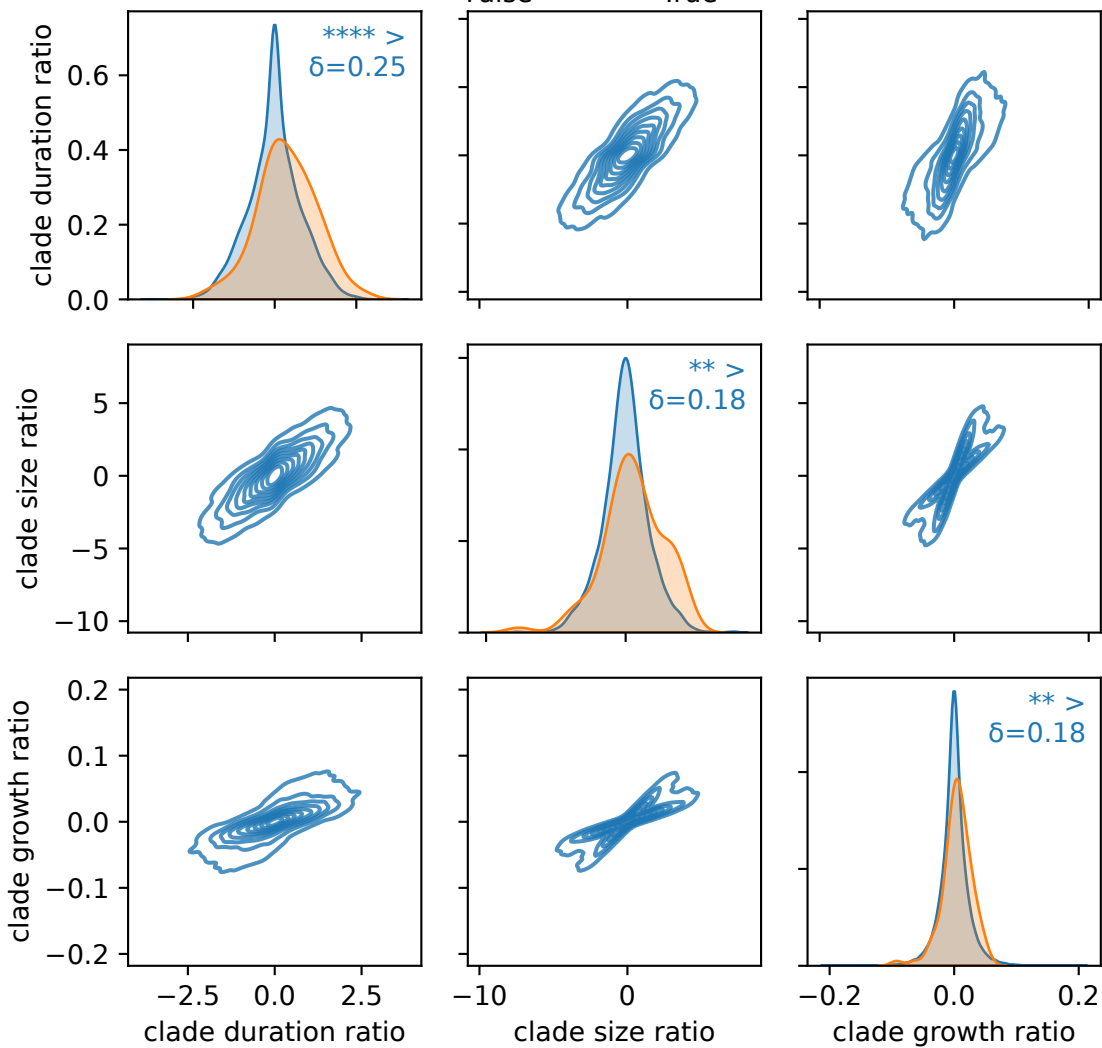 False True
clade duration ratio
0.6
0.4
0.2
0.0
**** >
δ=0.25
clade size ratio
5
0
−5
−10
** >
δ=0.18
clade growth ratio
0.2
0.1
0.0
−0.1
−0.2
** >
δ=0.18
−2.5 0.0 2.5
−10 0
−0.2 0.0 0.2
clade duration ratio
clade size ratio
clade growth ratio